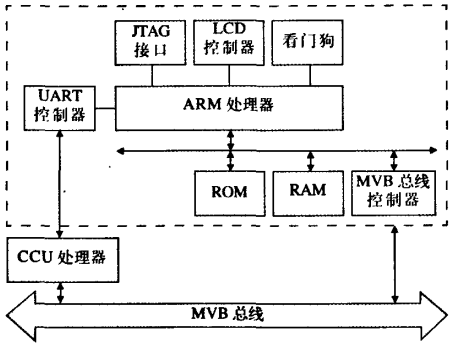 JTAG
接口
LCD
控制器
看门狗
UART
控制器
ARM 处理器
ROM
RAM
MVB 总线
控制器
CCU 处理器
MVB 总线